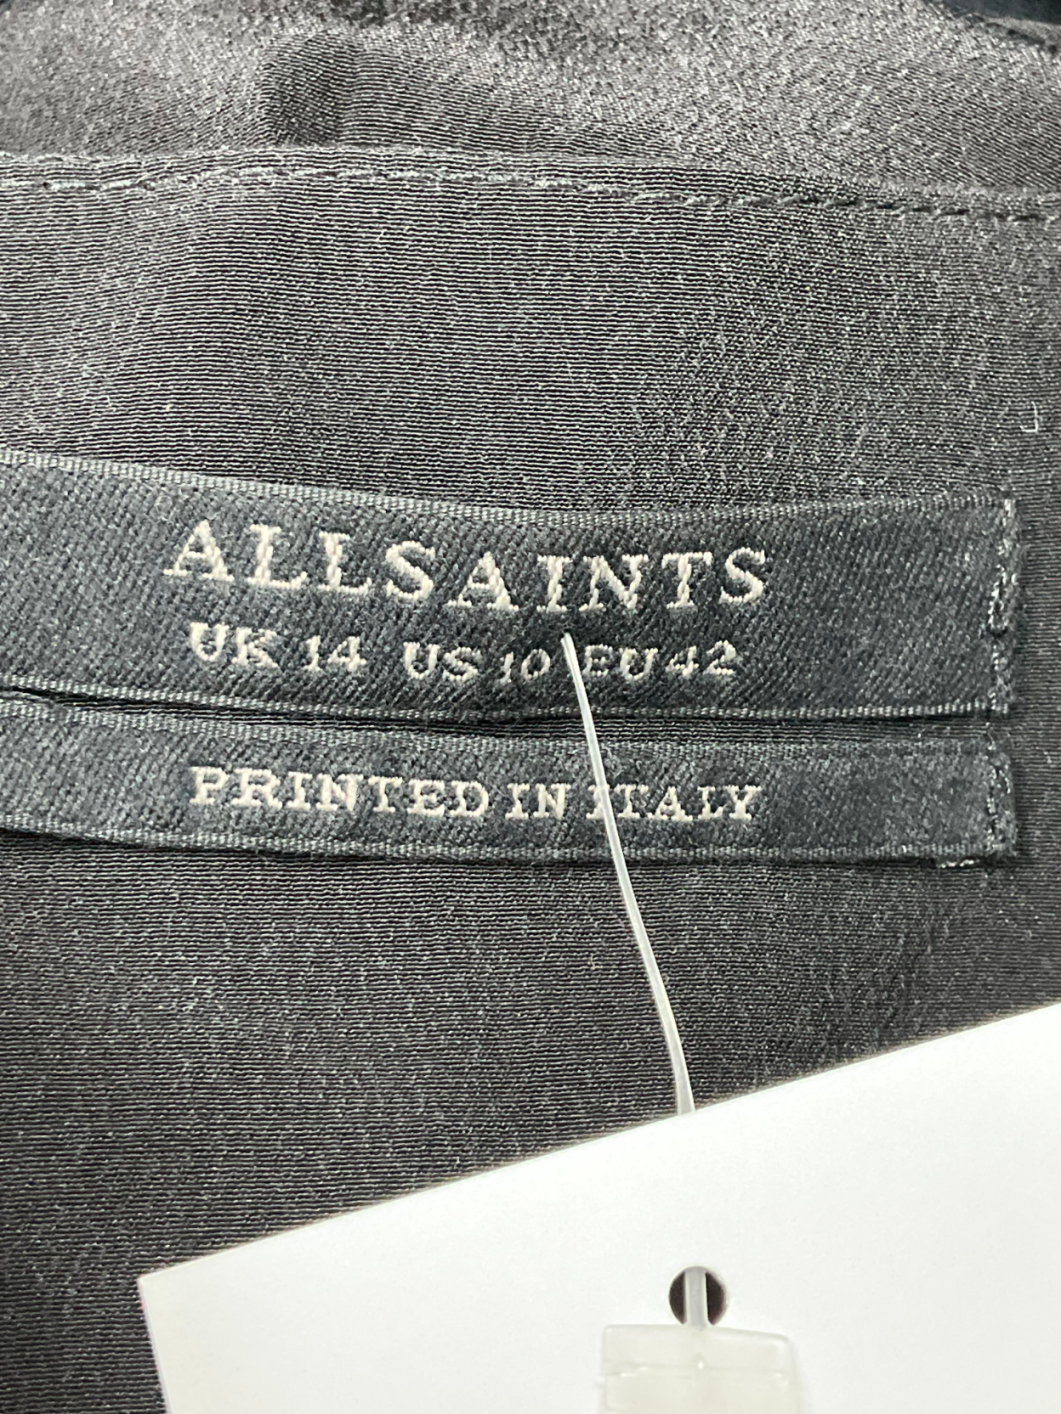 ALLSAINTS
UK 14 US 10 EU 42
PRINTED IN ITALY